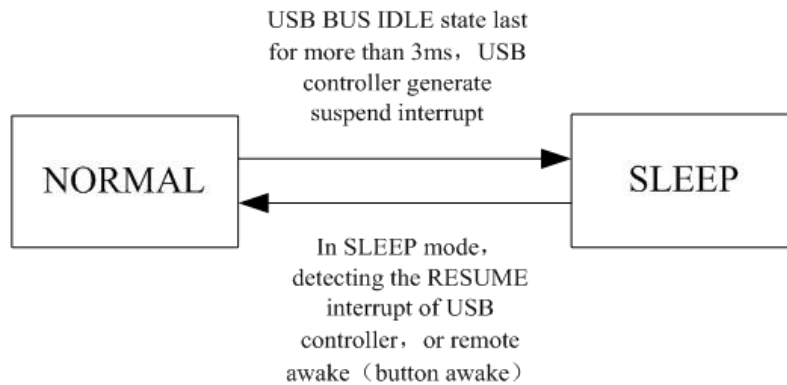 USB BUS IDLE state last
for more than 3ms，USB
controller generate
suspend interrupt
NORMAL
SLEEP
In SLEEP mode，
detecting the RESUME
interrupt of USB
controller，or remote
awake（button awake）